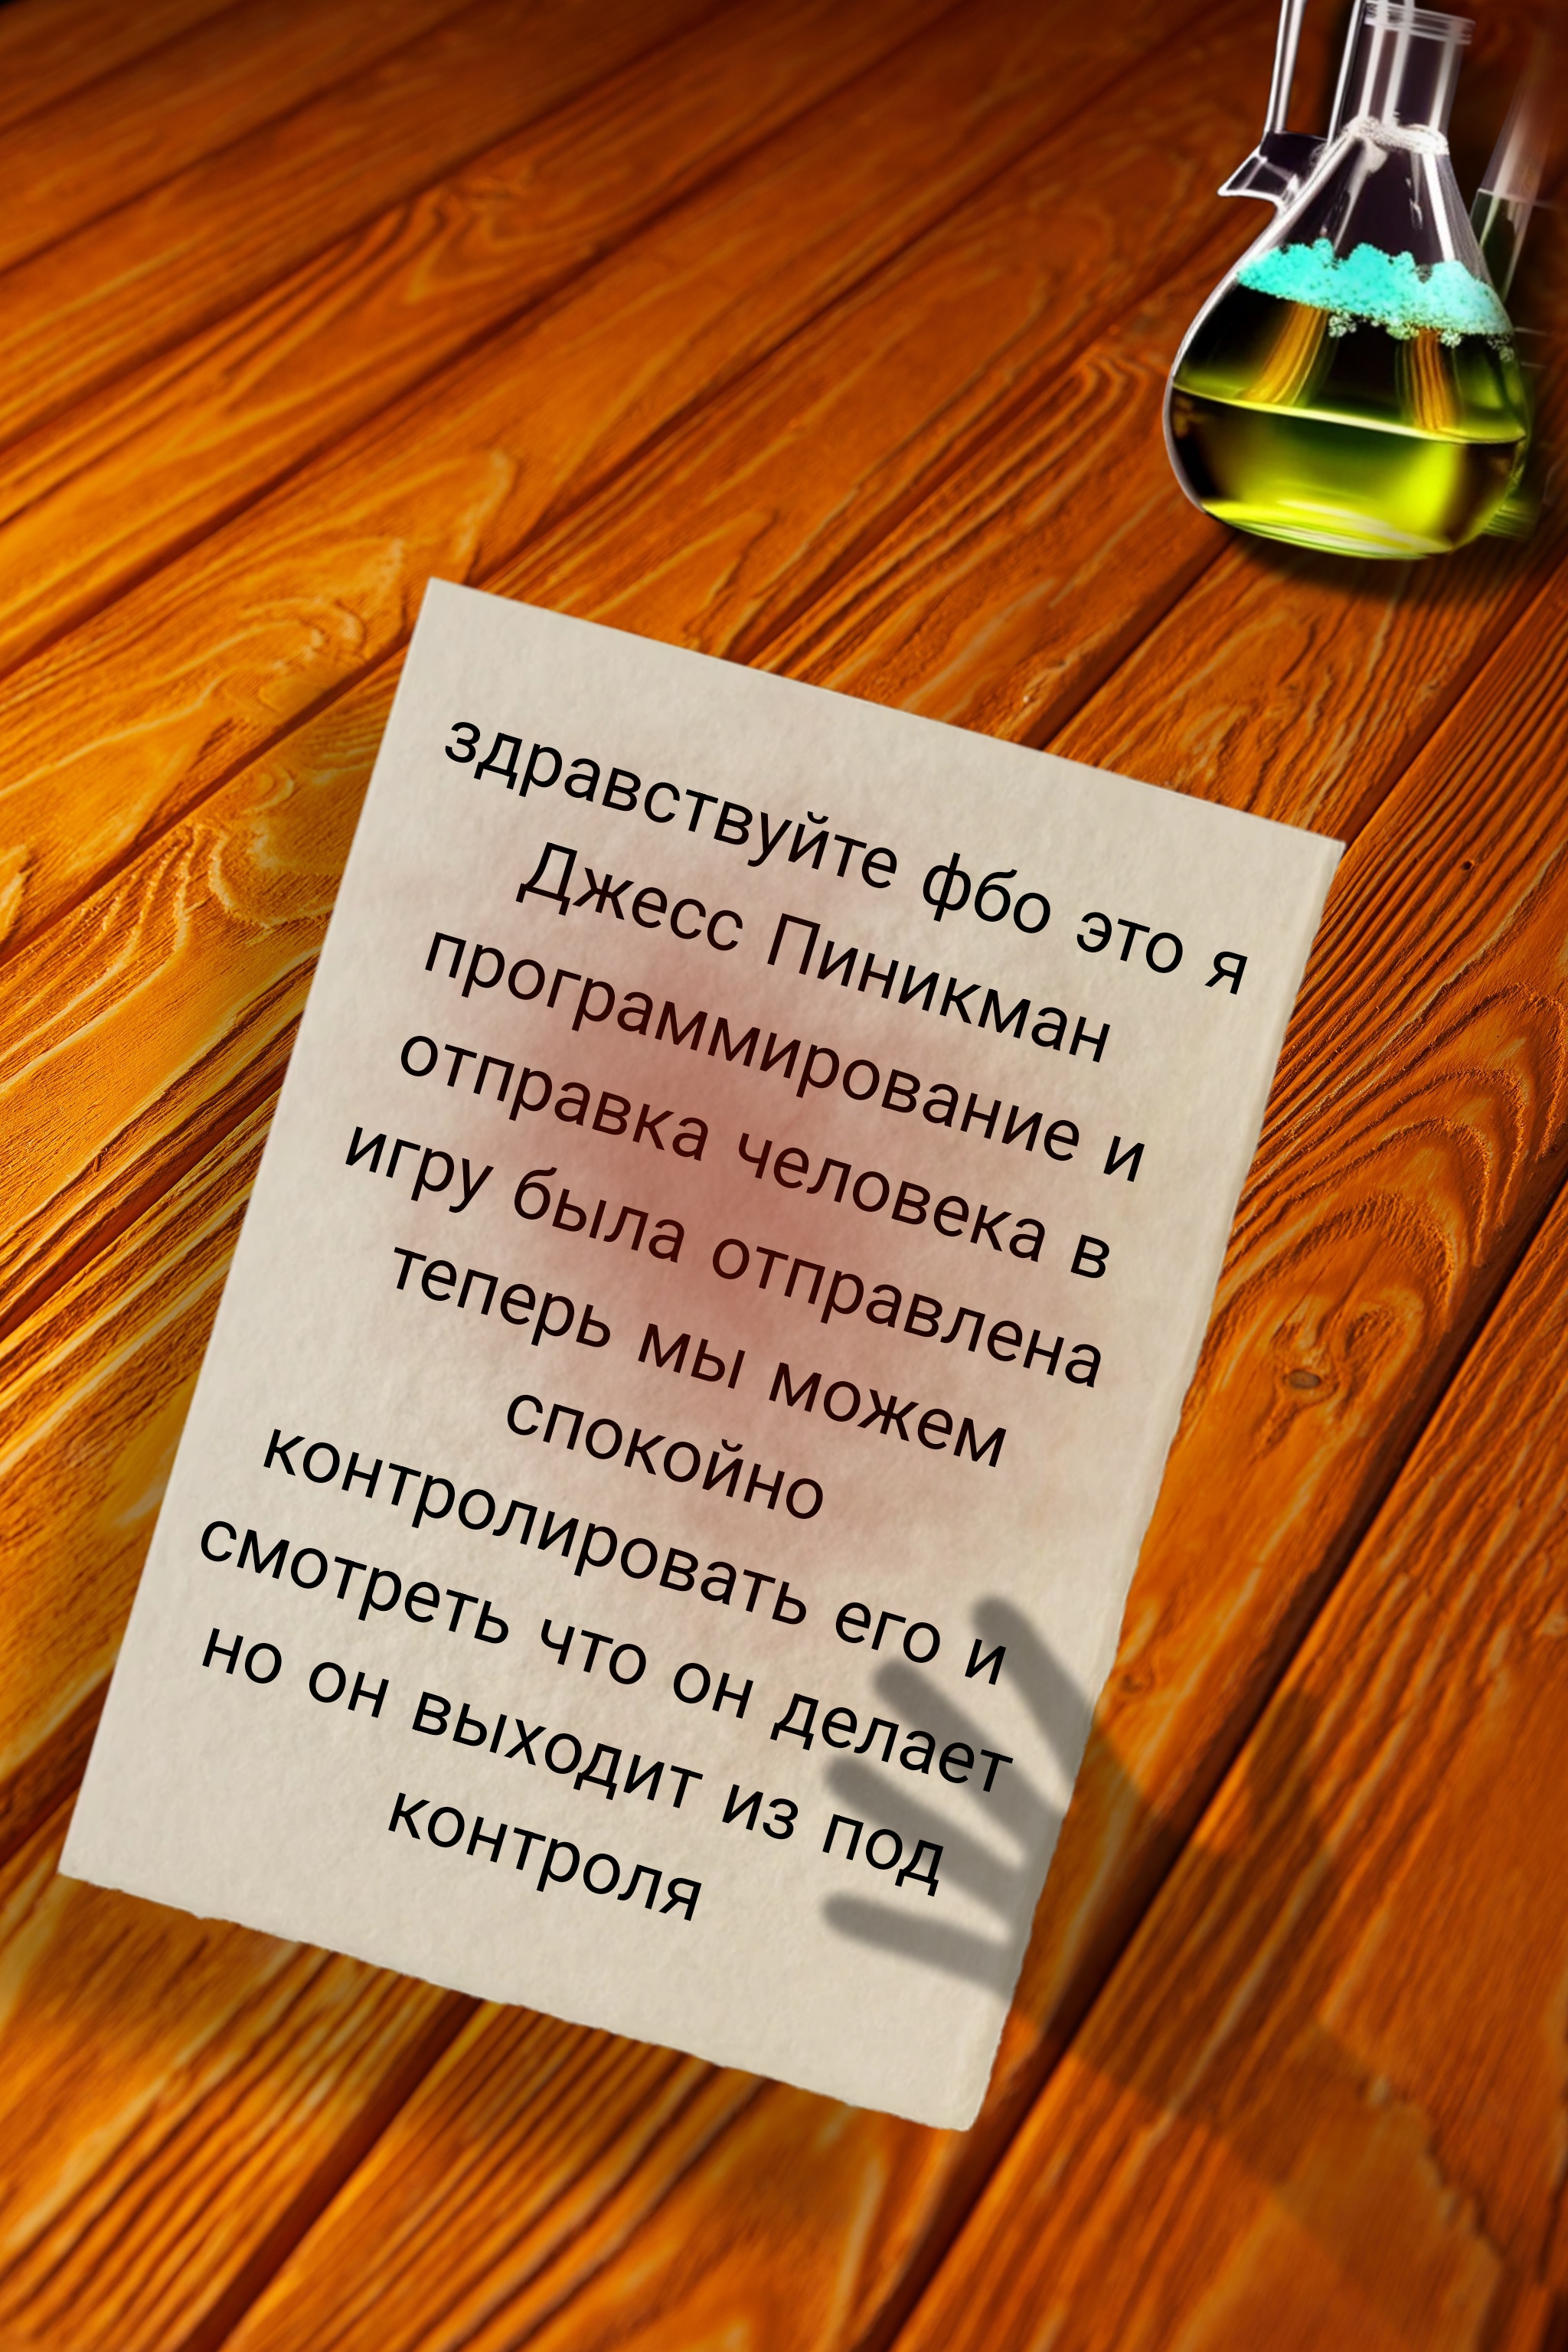 здравствуйте фбо это я
Джесс Пиникман
программирование и
отправка человека в
игру была отправлена
теперь мы можем
спокойно
контролировать его и
смотреть что он делает
но он выходит из под
контроля